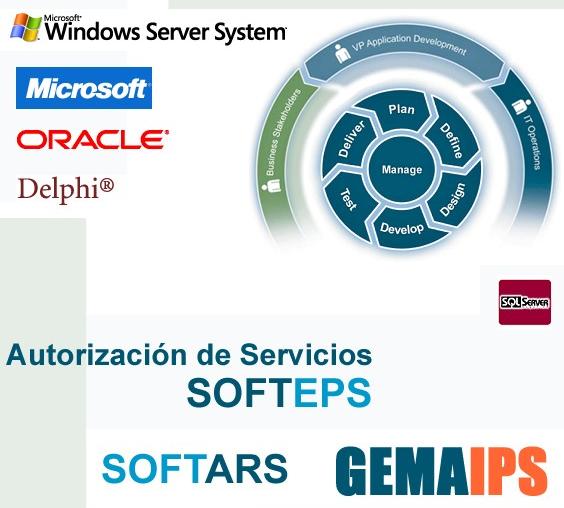 Microsoft®
Windows Server System™
Microsoft®
ORACLE®
Delphi®
VP Application Development
Business Stakeholders
IT Operations
Plan
Define
Design
Develop
Test
Deliver
Manage
SQL SERVER
Autorización de Servicios
SOFTEPS
SOFTARS
GEMAIPS